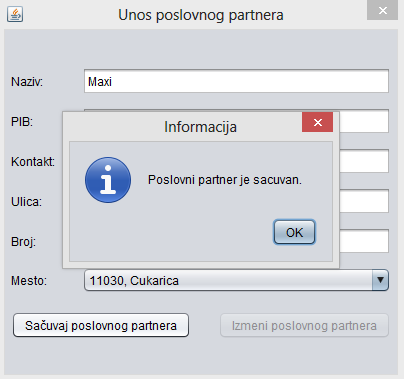 Unos poslovnog partnera
Naziv: Maxi
PIB:
Informacija
Kontakt:
Poslovni partner je sacuvan.
Ulica:
OK
Broj:
Mesto: 11030, Cukarica
Sačuvaj poslovnog partnera Izmeni poslovnog partnera